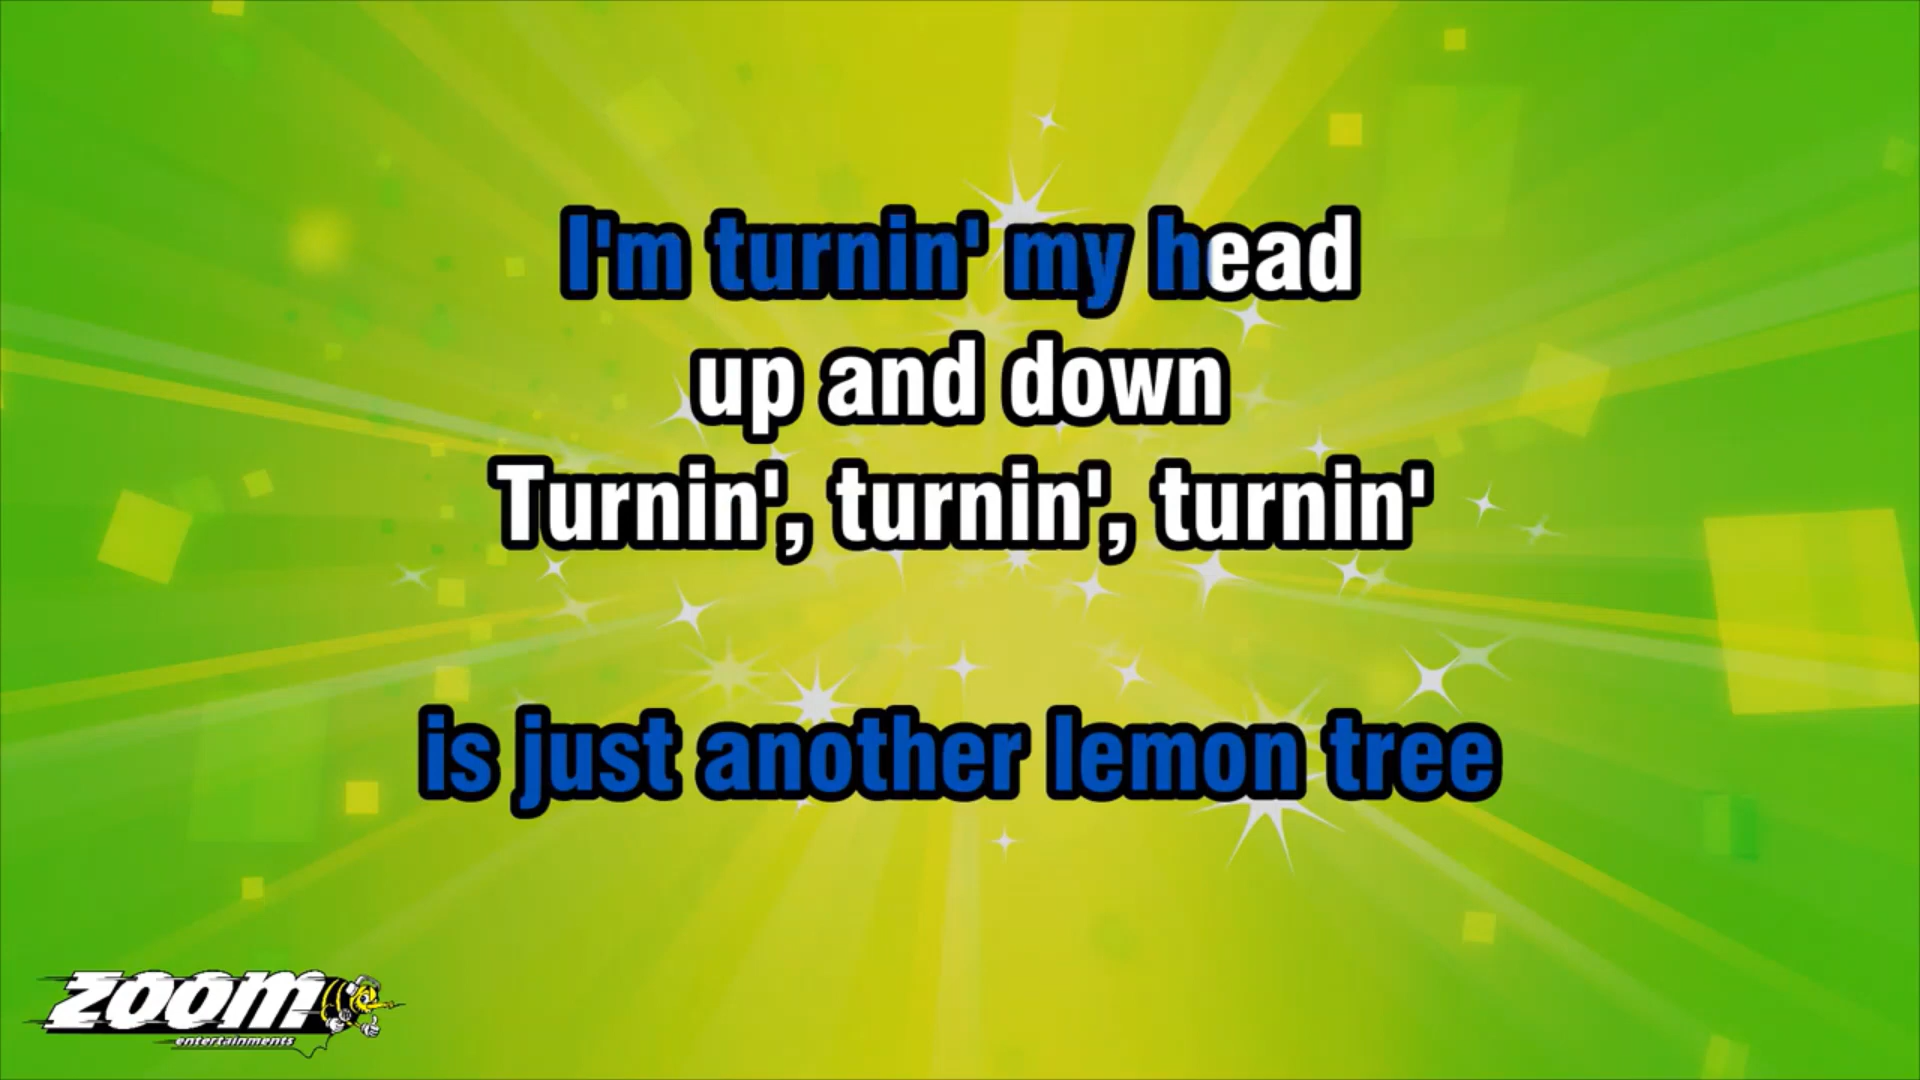 I'm turnin' my head
up and down
Turnin', turnin', turnin'
is just another lemon tree
zoom
entertainments